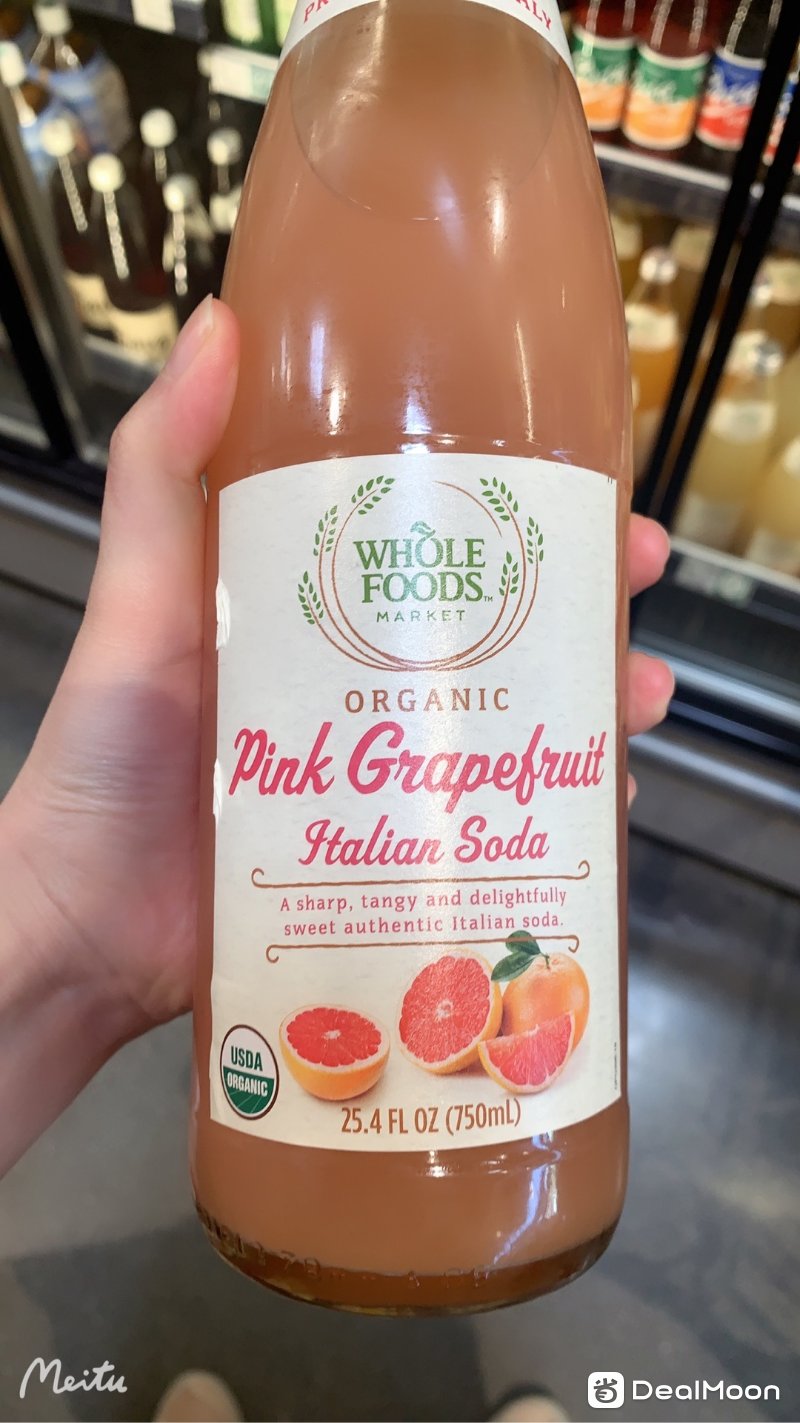 WHOLE
FOODS™
MARKET
ORGANIC
Pink Grapefruit
Italian Soda
A sharp, tangy and delightfully
sweet authentic Italian soda.
USDA
ORGANIC
25.4 FL OZ (750mL)
Meitu
DealMoon